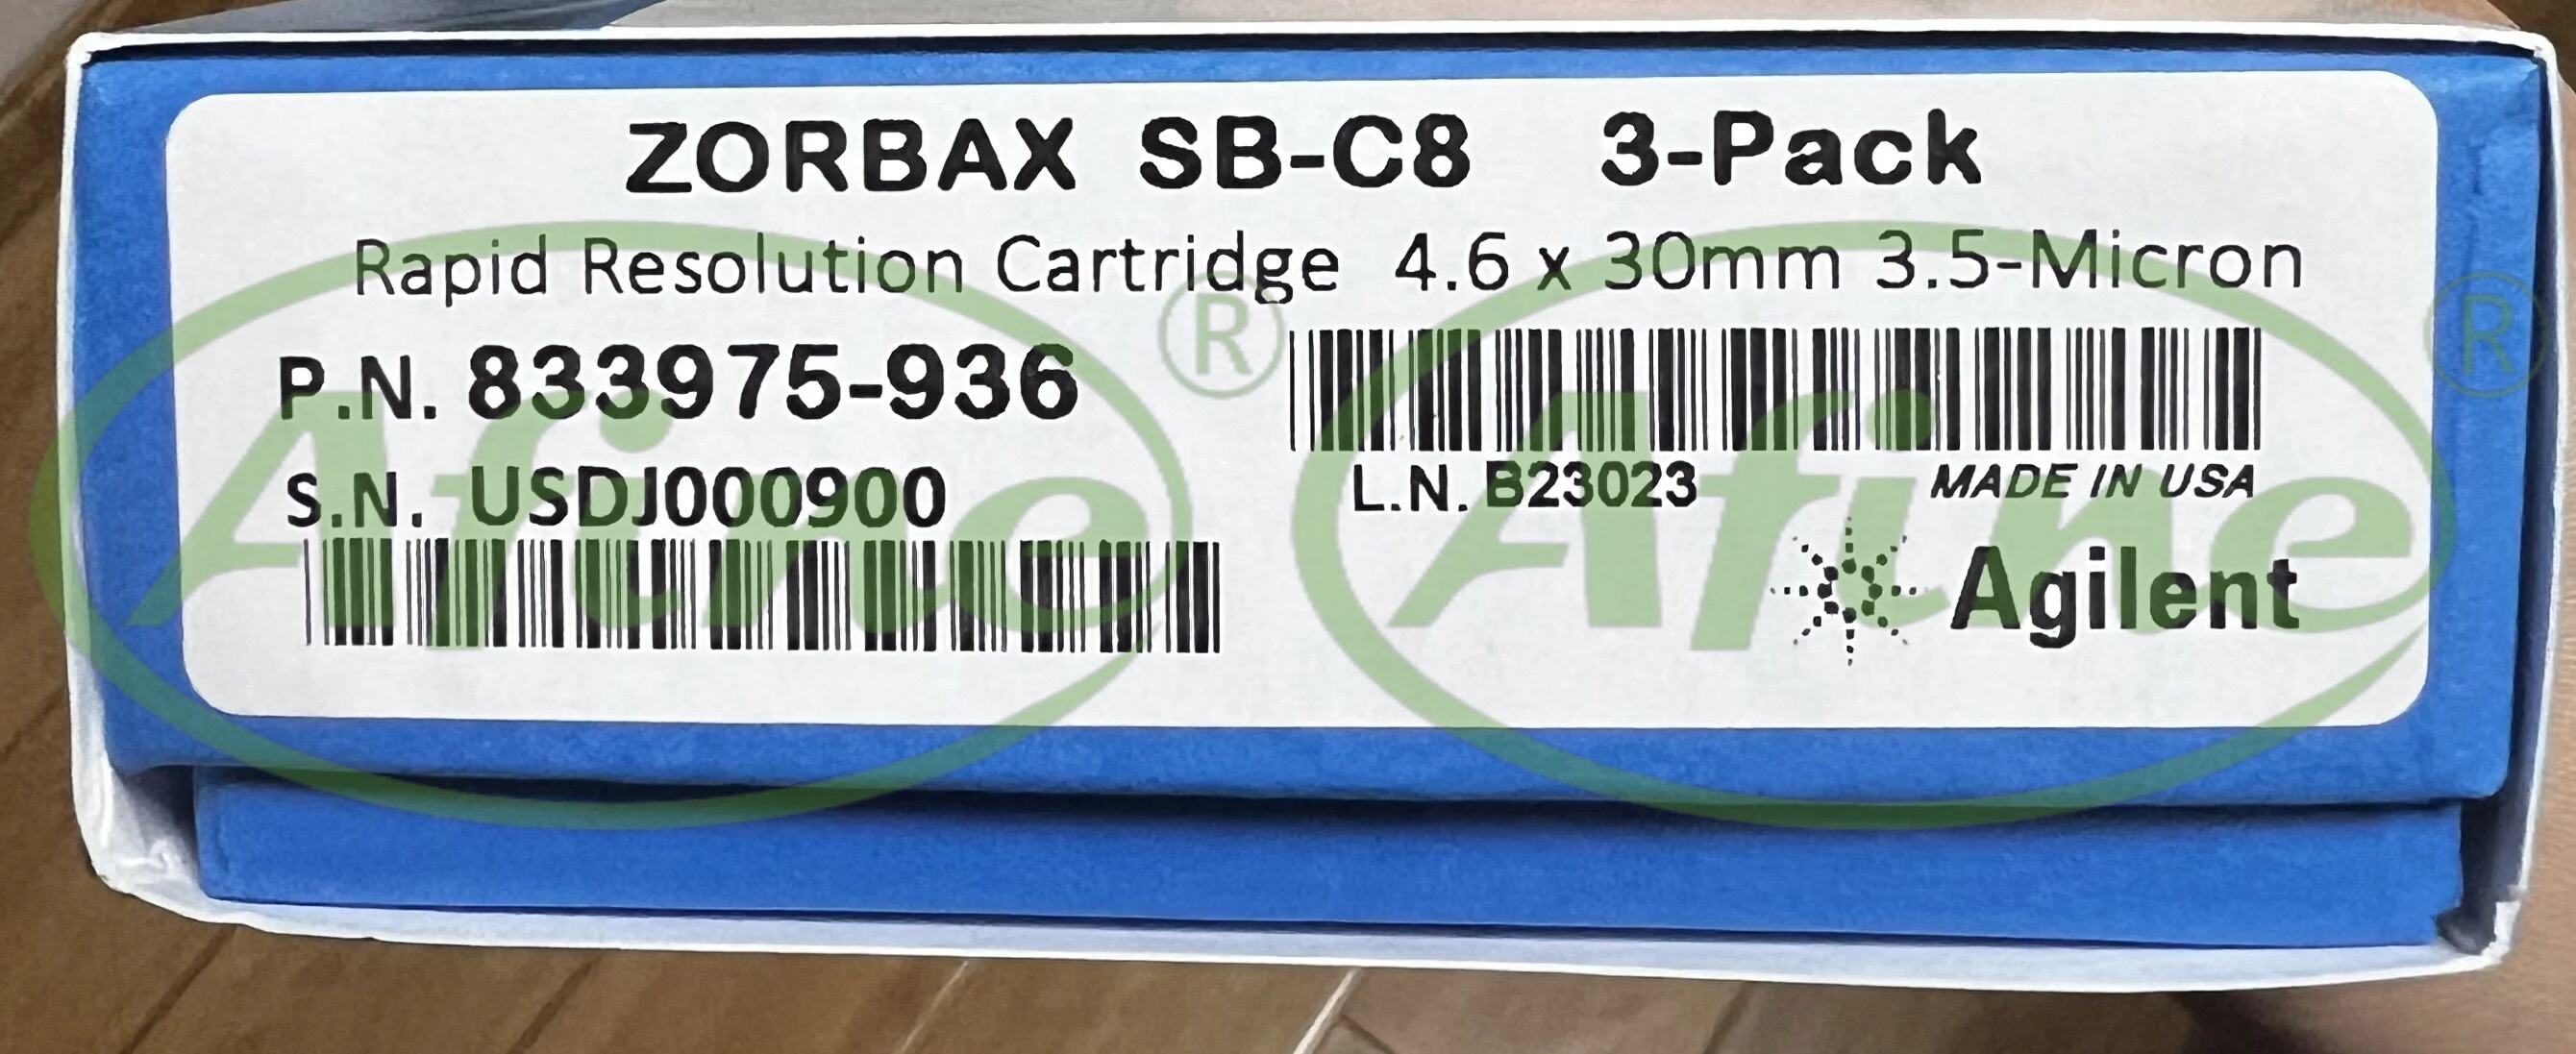 ZORBAX SB-C8 3-Pack
Rapid Resolution Cartridge 4.6 x 30mm 3.5-Micron
P.N. 833975-936
S.N. USDJ000900
L.N. B23023 MADE IN USA
Agilent
Afine®
Afine®